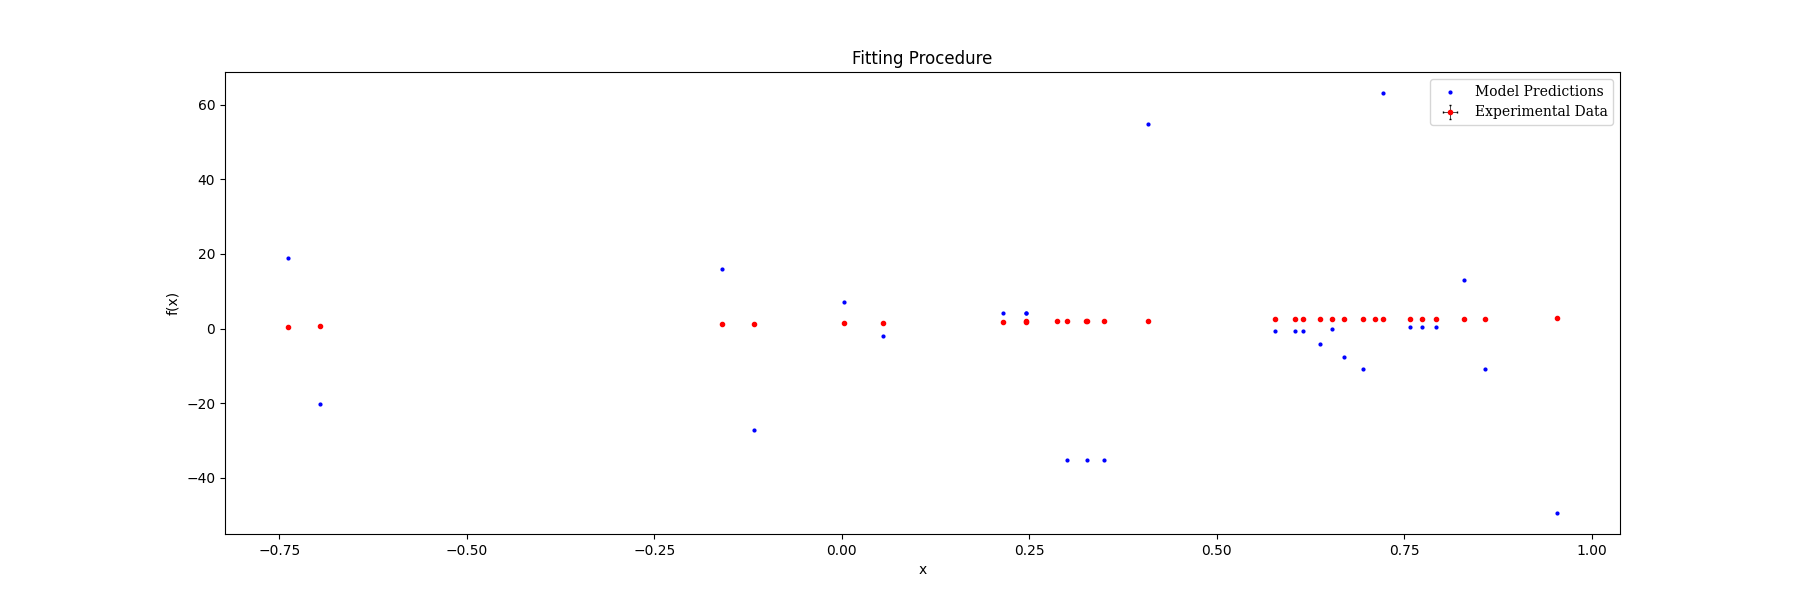 Fitting Procedure
Model Predictions
Experimental Data
60
40
20
0
−20
−40
f(x)
−0.75 −0.50 −0.25 0.00 0.25 0.50 0.75 1.00
x